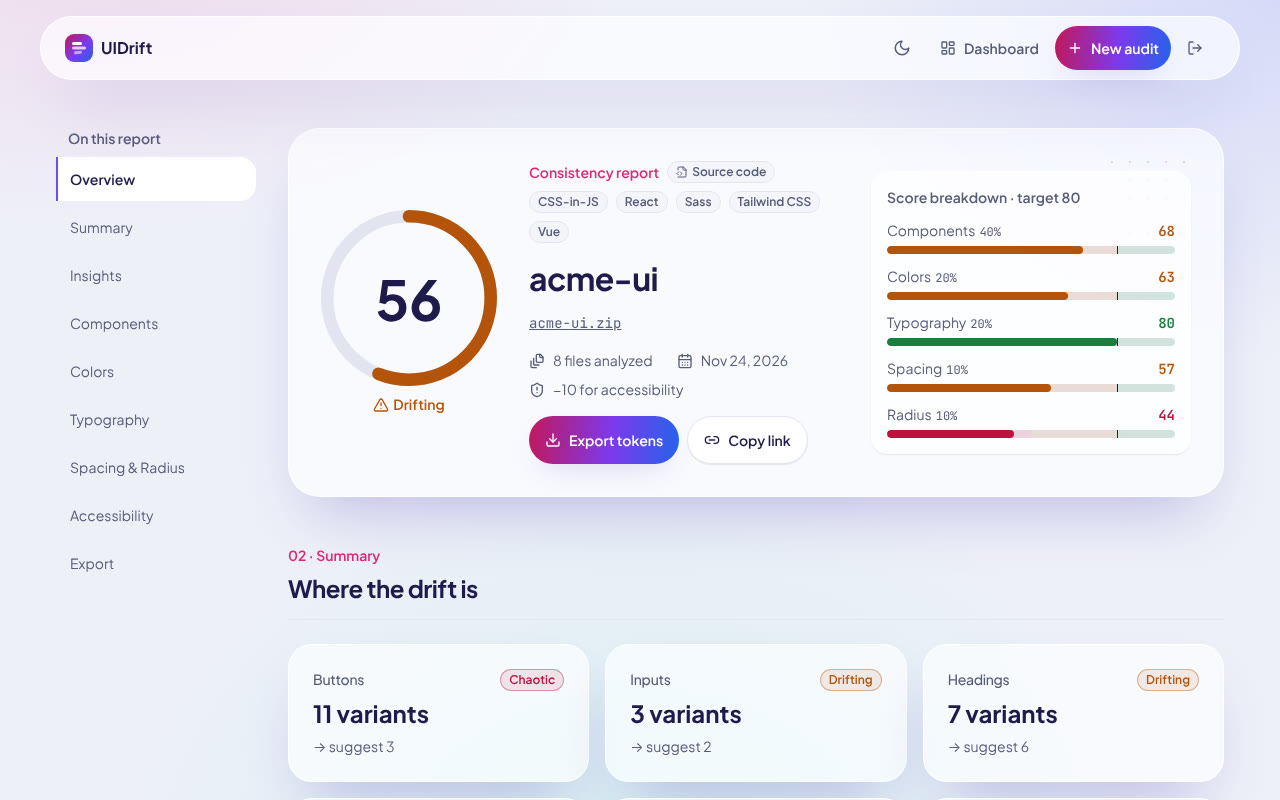 UIDrift
Dashboard
New audit
On this report
Overview
Summary
Insights
Components
Colors
Typography
Spacing & Radius
Accessibility
Export
56
Drifting
Consistency report
Source code
CSS-in-JS React Sass Tailwind CSS
Vue
acme-ui
acme-ui.zip
8 files analyzed
Nov 24, 2026
−10 for accessibility
Export tokens
Copy link
Score breakdown · target 80
Components 40% 68
Colors 20% 63
Typography 20% 80
Spacing 10% 57
Radius 10% 44
02 · Summary
Where the drift is
Buttons Chaotic
11 variants
→ suggest 3
Inputs Drifting
3 variants
→ suggest 2
Headings Drifting
7 variants
→ suggest 6